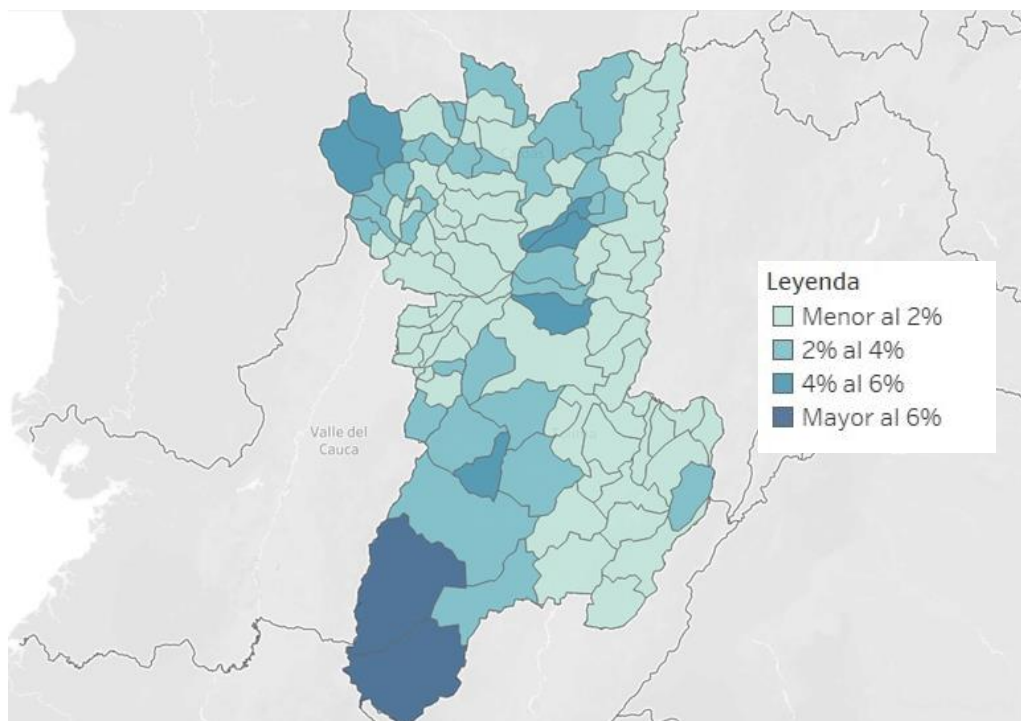 Valle del
Cauca
Leyenda
Menor al 2%
2% al 4%
4% al 6%
Mayor al 6%